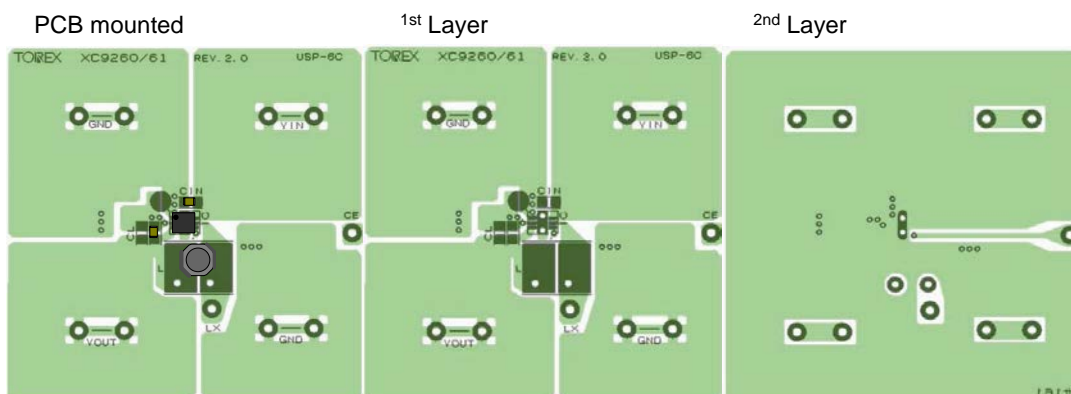 PCB mounted
1st Layer
2nd Layer
TOREX XC9260/61 REV.2.0 USP-6C
GND
VIN
CIN
IC
CL
CE
L
LX
VOUT
GND
TOREX XC9260/61 REV.2.0 USP-6C
GND
VIN
CIN
IC
CL
CE
L
LX
VOUT
GND